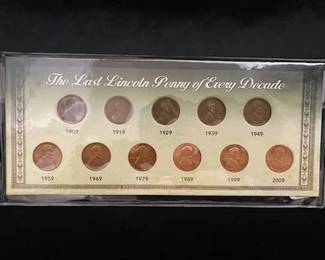 The Last Lincoln Penny of Every Decade
1909 1919 1929 1939 1949
1959 1969 1979 1989 1999 2009